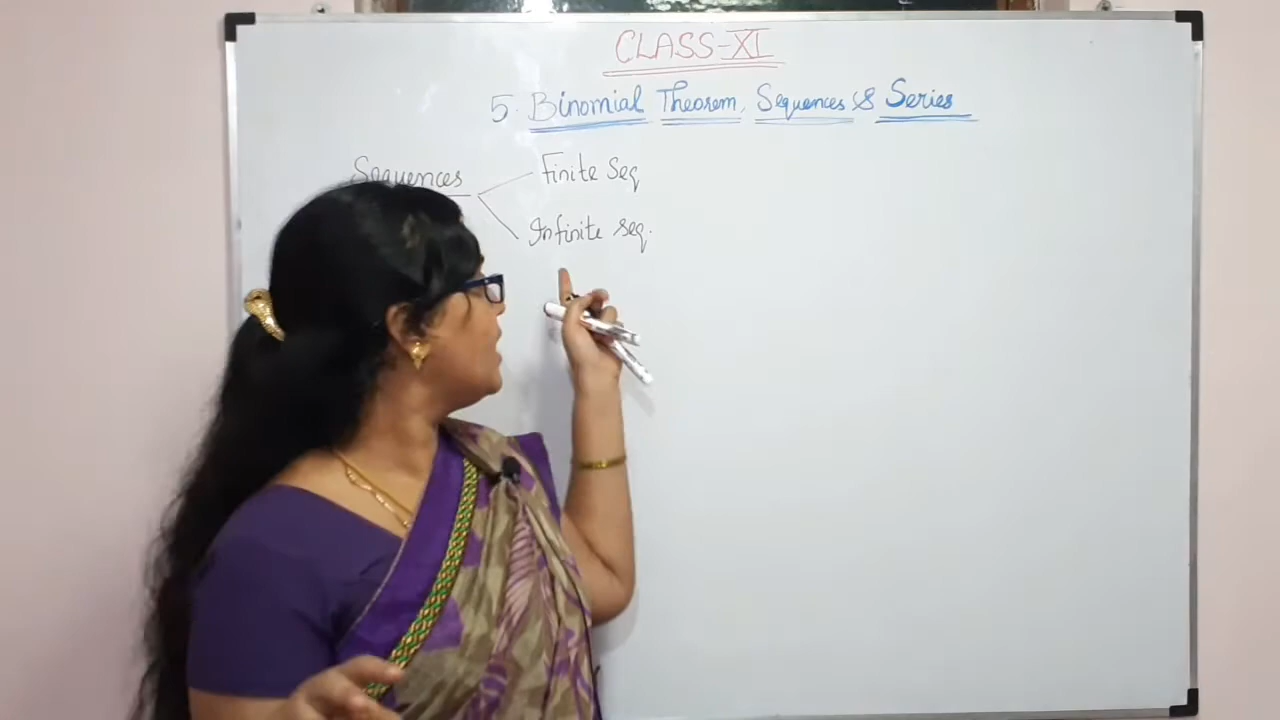 CLASS-XI
5. Binomial Theorem, Sequences & Series
Sequences
Finite Seq
Infinite seq.